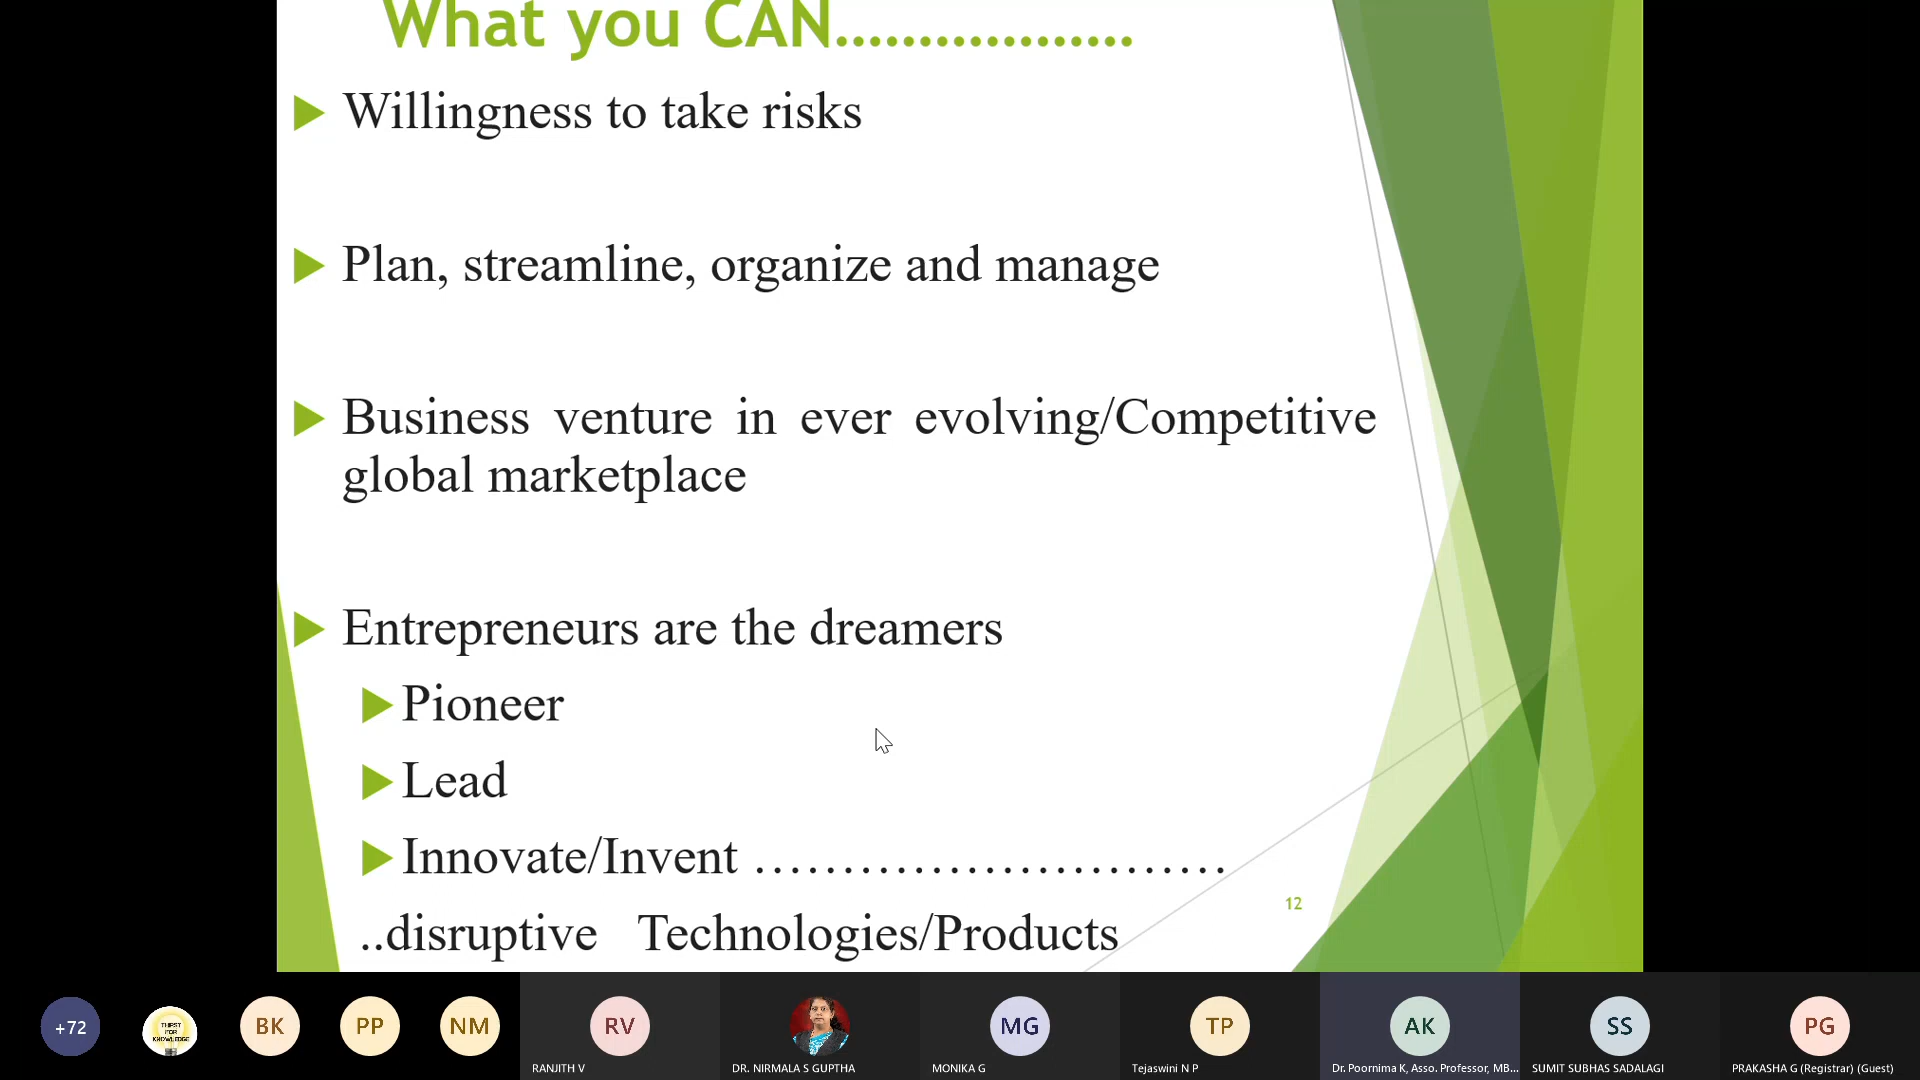 What you CAN..................
Willingness to take risks
Plan, streamline, organize and manage
Business venture in ever evolving/Competitive
global marketplace
Entrepreneurs are the dreamers
Pioneer
Lead
Innovate/Invent ...........................
..disruptive Technologies/Products
12
+72
THIRST
FOR
KNOWLEDGE
BK
PP
NM
RV
MG
TP
AK
SS
PG
RANJITH V
DR. NIRMALA S GUPTHA
MONIKA G
Tejaswini N P
Dr. Poornima K, Asso. Professor, MB...
SUMIT SUBHAS SADALAGI
PRAKASHA G (Registrar) (Guest)